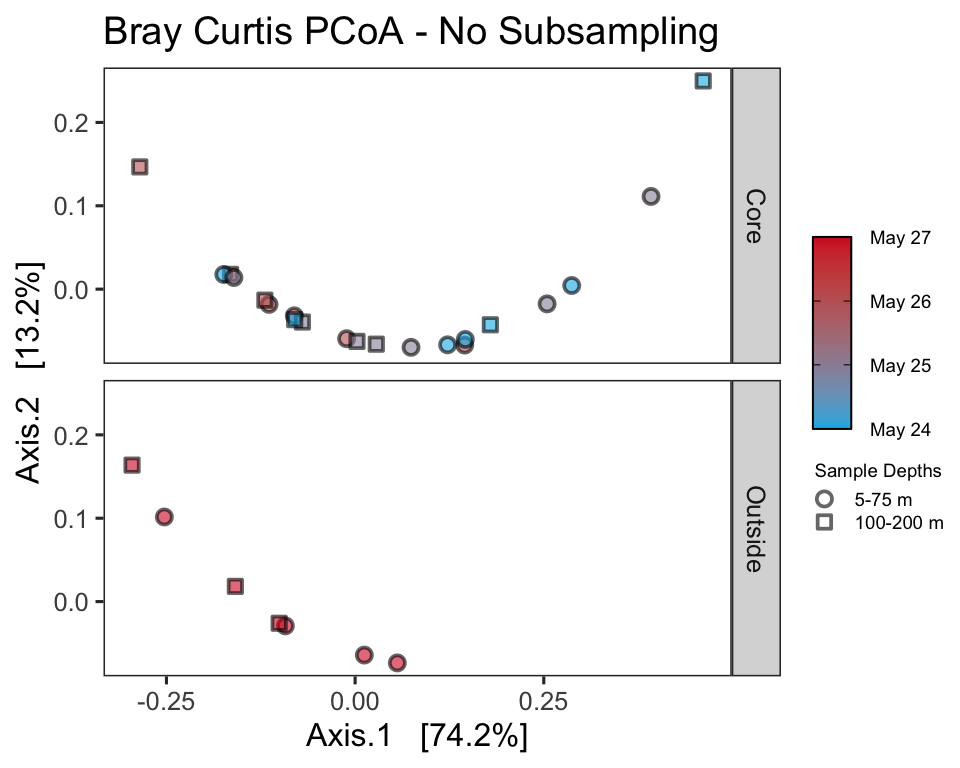 Bray Curtis PCoA - No Subsampling
Axis.2   [13.2%]
0.2
0.1
0.0
Core
0.2
0.1
0.0
Outside
-0.25
0.00
0.25
Axis.1   [74.2%]
May 27
May 26
May 25
May 24
Sample Depths
5-75 m
100-200 m